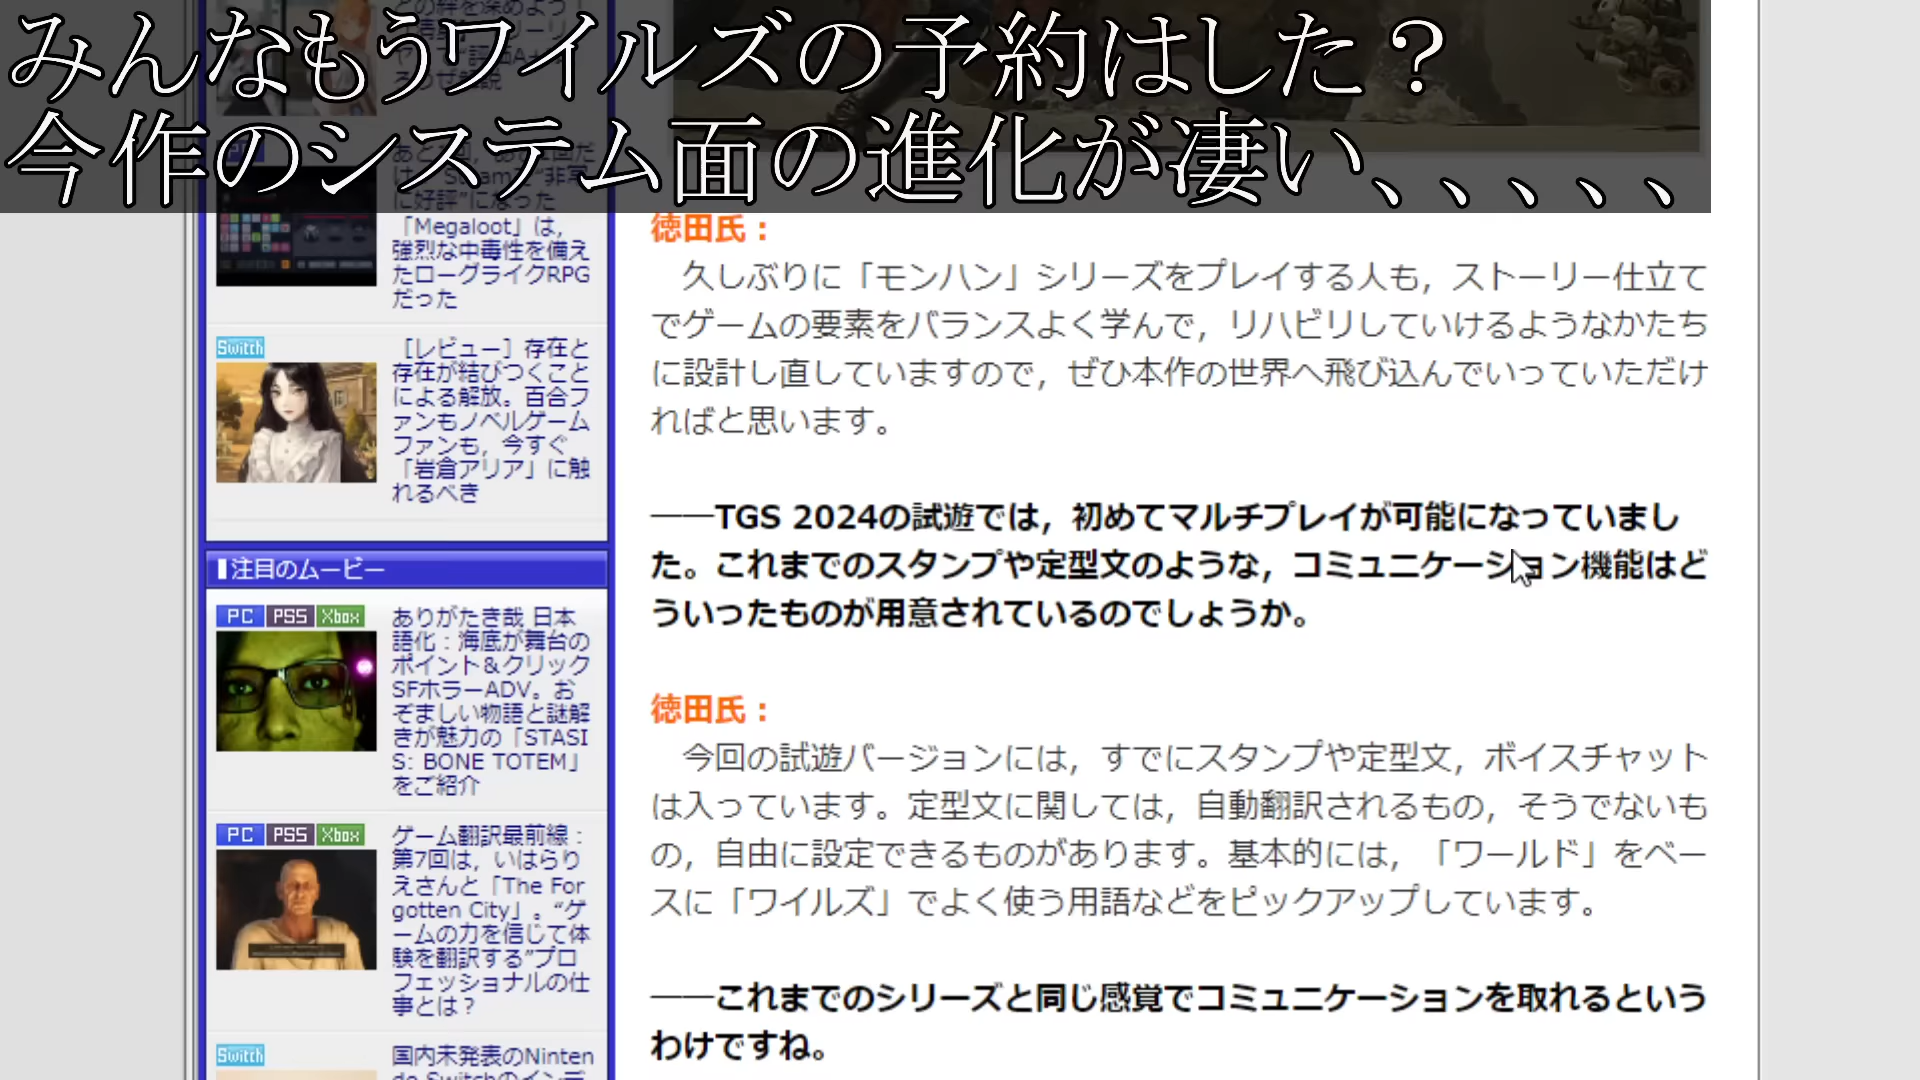 みんなもうワイルズの予約はした？
今作のシステム面の進化が凄い、、、、、
「Megaloot」は，
強烈な中毒性を備え
たローグライクRPG
だった
Switch
［レビュー］存在と
存在が結びつくこと
による解放。百合フ
ァンもノベルゲーム
ファンも，今すぐ
「岩倉アリア」に触
れるべき
注目のムービー
PC PS5 Xbox
ありがたき哉 日本
語化：海底が舞台の
ポイント＆クリック
SFホラーADV。お
ぞましい物語と謎解
きが魅力の「STASI
S: BONE TOTEM」
をご紹介
PC PS5 Xbox
ゲーム翻訳最前線：
第7回は，いはらり
えさんと「The For
gotten City」。“ゲ
ームの力を信じて体
験を翻訳する”プロ
フェッショナルの仕
事とは？
Switch
国内未発表のNinten
徳田氏：
久しぶりに「モンハン」シリーズをプレイする人も，ストーリー仕立て
でゲームの要素をバランスよく学んで，リハビリしていけるようなかたち
に設計し直していますので，ぜひ本作の世界へ飛び込んでいっていただけ
ればと思います。
――TGS 2024の試遊では，初めてマルチプレイが可能になっていまし
た。これまでのスタンプや定型文のような，コミュニケーション機能はど
ういったものが用意されているのでしょうか。
徳田氏：
今回の試遊バージョンには，すでにスタンプや定型文，ボイスチャット
は入っています。定型文に関しては，自動翻訳されるもの，そうでないも
の，自由に設定できるものがあります。基本的には，「ワールド」をベー
スに「ワイルズ」でよく使う用語などをピックアップしています。
――これまでのシリーズと同じ感覚でコミュニケーションを取れるという
わけですね。